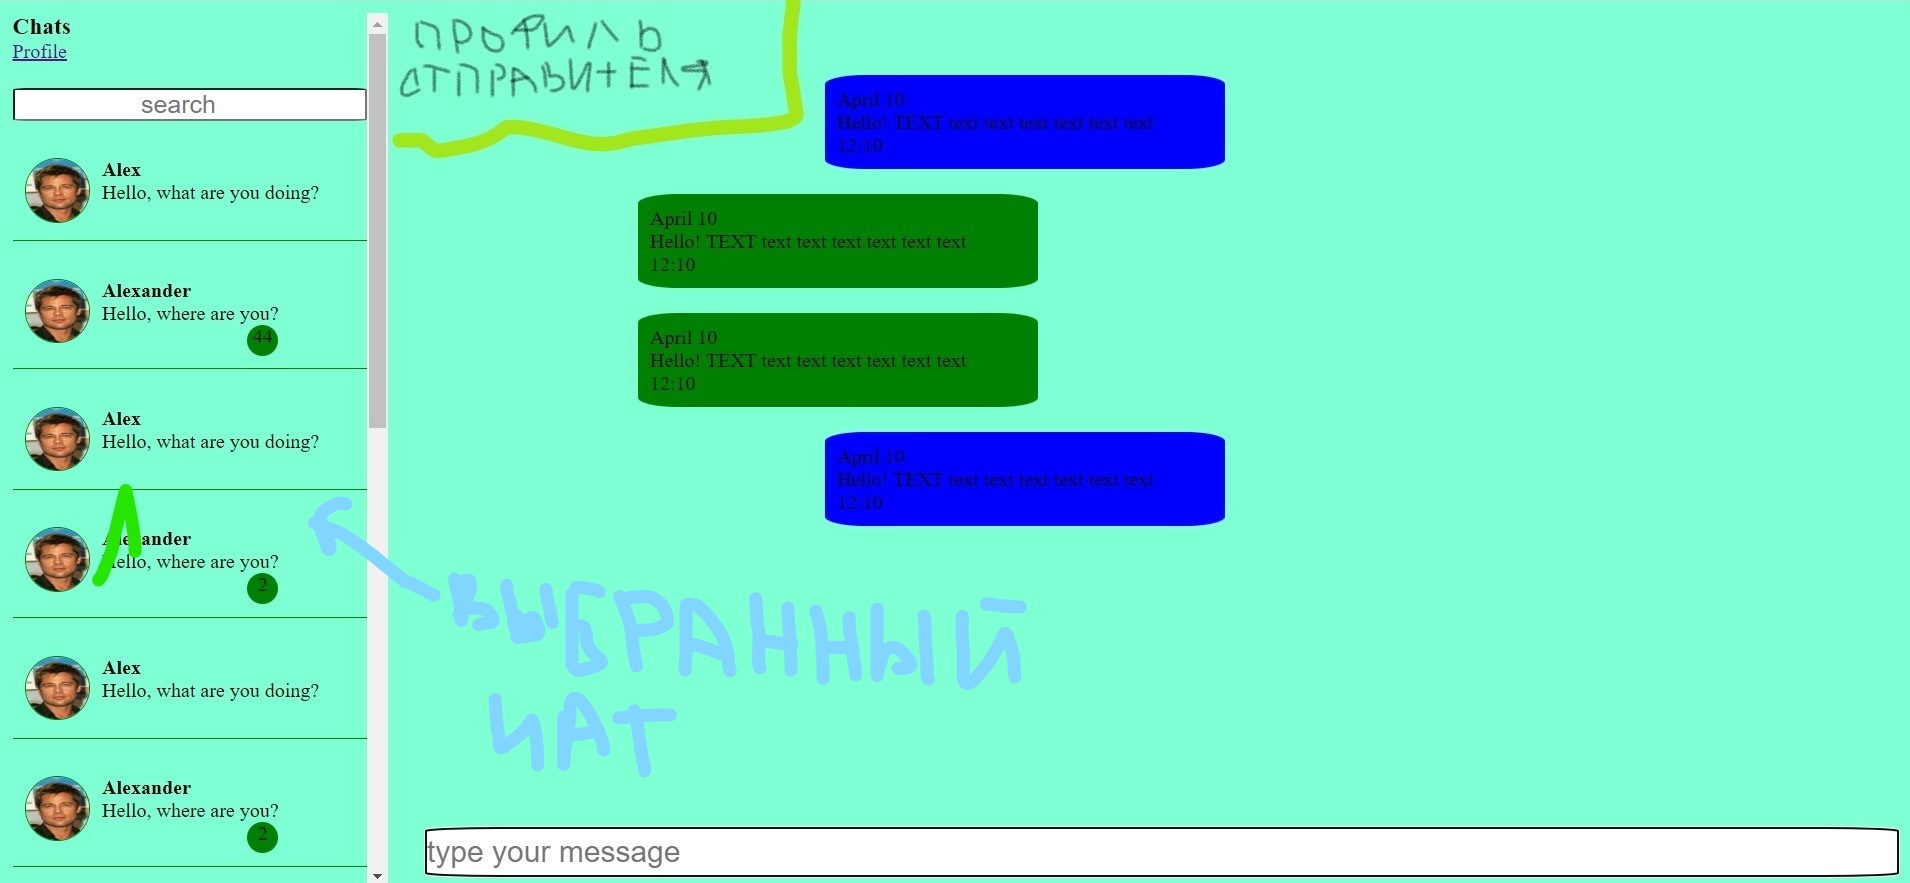 Chats
Profile
search
Alex
Hello, what are you doing?
Alexander
Hello, where are you?
44
Alex
Hello, what are you doing?
Alexander
Hello, where are you?
2
Alex
Hello, what are you doing?
Alexander
Hello, where are you?
2
ПРОФИЛЬ
ОТПРАВИТЕЛЯ
April 10
Hello! TEXT text text text text text text
12:10
April 10
Hello! TEXT text text text text text text
12:10
April 10
Hello! TEXT text text text text text text
12:10
April 10
Hello! TEXT text text text text text text
12:10
ВЫБРАННЫЙ
ЧАТ
type your message